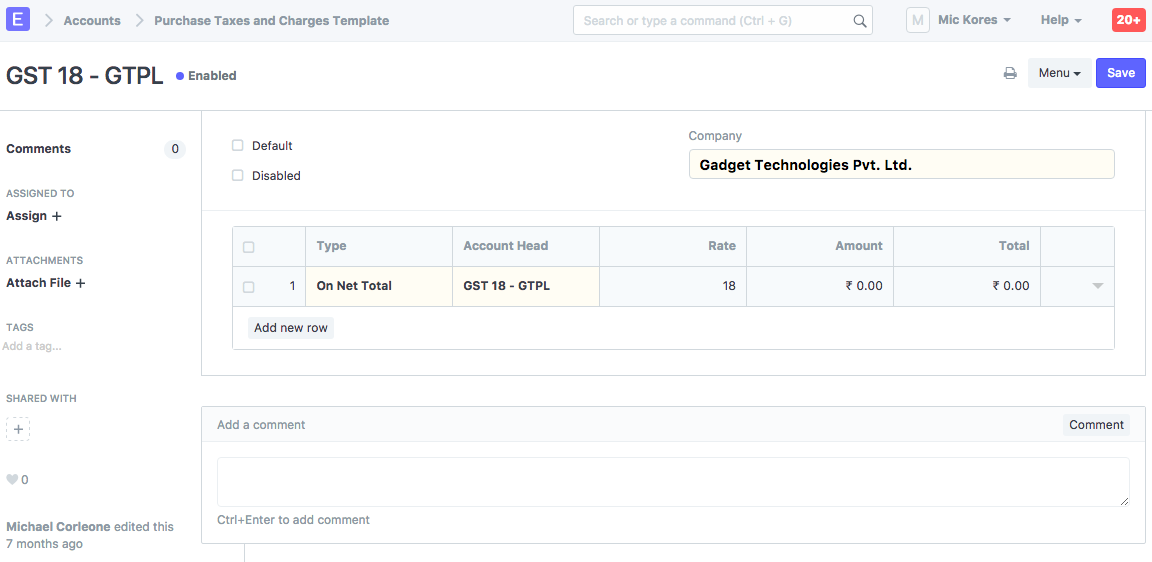 E Accounts Purchase Taxes and Charges Template Search or type a command (Ctrl + G) M Mic Kores Help 20+
GST 18 - GTPL Enabled Menu Save
Comments 0
ASSIGNED TO
Assign +
ATTACHMENTS
Attach File +
TAGS
Add a tag...
SHARED WITH
+
0
Michael Corleone edited this
7 months ago
Default
Disabled
Company
Gadget Technologies Pvt. Ltd.
Type Account Head Rate Amount Total
1 On Net Total GST 18 - GTPL 18 ₹ 0.00 ₹ 0.00
Add new row
Add a comment Comment
Ctrl+Enter to add comment